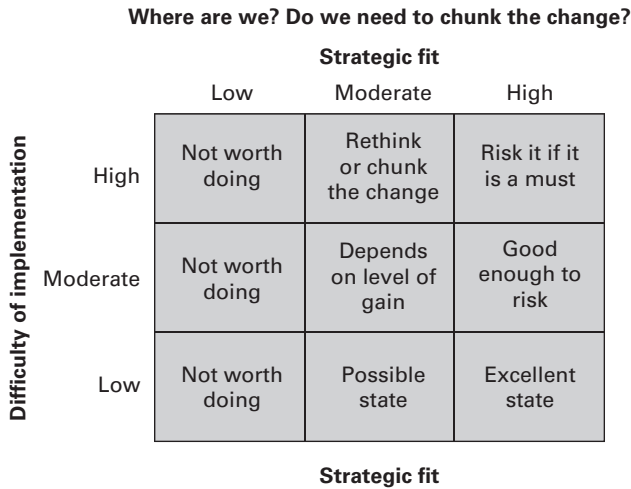 Where are we? Do we need to chunk the change?
Strategic fit
Low
Moderate
High
Difficulty of implementation
High
Not worth
doing
Rethink
or chunk
the change
Risk it if it
is a must
Moderate
Not worth
doing
Depends
on level of
gain
Good
enough to
risk
Low
Not worth
doing
Possible
state
Excellent
state
Strategic fit